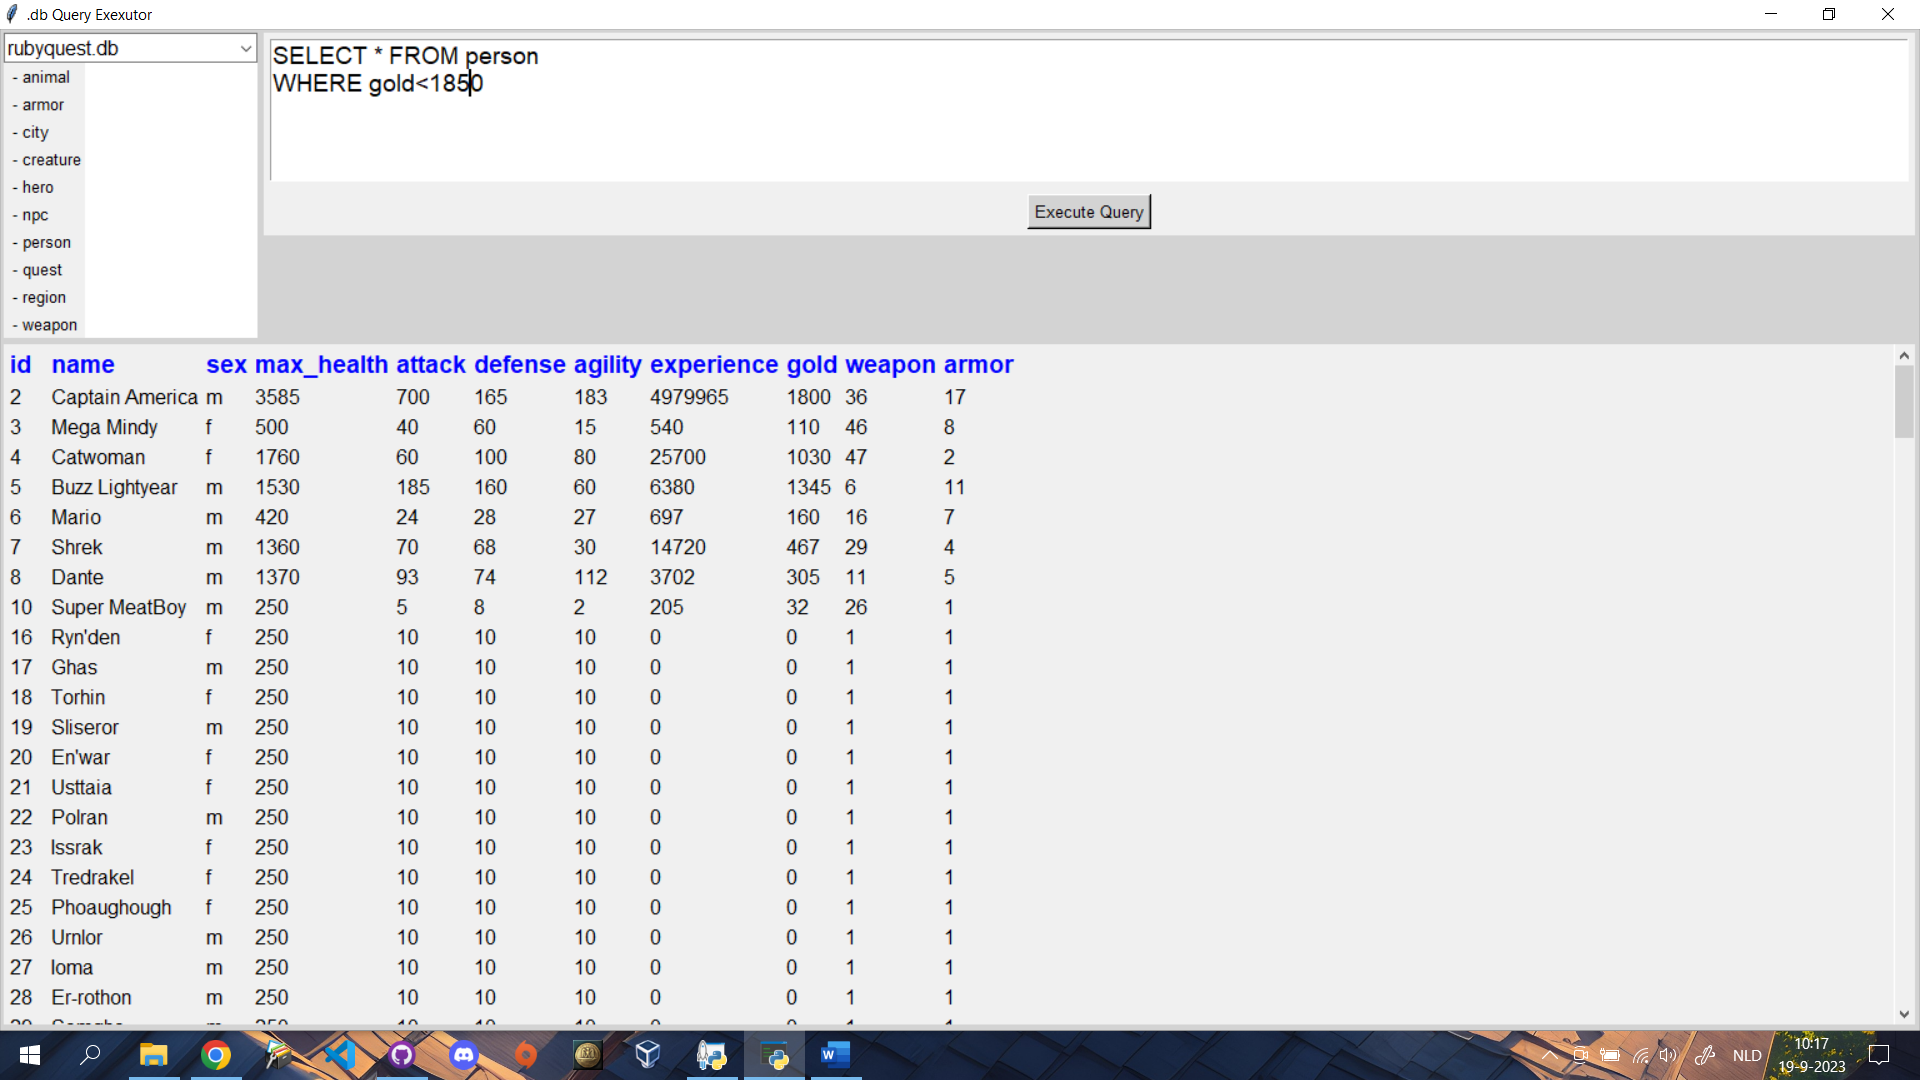 .db Query Exexutor
rubyquest.db
- animal
- armor
- city
- creature
- hero
- npc
- person
- quest
- region
- weapon
SELECT * FROM person
WHERE gold<1850
Execute Query
id name sex max_health attack defense agility experience gold weapon armor
2 Captain America m 3585 700 165 183 4979965 1800 36 17
3 Mega Mindy f 500 40 60 15 540 110 46 8
4 Catwoman f 1760 60 100 80 25700 1030 47 2
5 Buzz Lightyear m 1530 185 160 60 6380 1345 6 11
6 Mario m 420 24 28 27 697 160 16 7
7 Shrek m 1360 70 68 30 14720 467 29 4
8 Dante m 1370 93 74 112 3702 305 11 5
10 Super MeatBoy m 250 5 8 2 205 32 26 1
16 Ryn'den f 250 10 10 10 0 0 1 1
17 Ghas m 250 10 10 10 0 0 1 1
18 Torhin f 250 10 10 10 0 0 1 1
19 Sliseror m 250 10 10 10 0 0 1 1
20 En'war f 250 10 10 10 0 0 1 1
21 Usttaia f 250 10 10 10 0 0 1 1
22 Polran m 250 10 10 10 0 0 1 1
23 Issrak f 250 10 10 10 0 0 1 1
24 Tredrakel f 250 10 10 10 0 0 1 1
25 Phoaughough f 250 10 10 10 0 0 1 1
26 Urnlor m 250 10 10 10 0 0 1 1
27 Ioma m 250 10 10 10 0 0 1 1
28 Er-rothon m 250 10 10 10 0 0 1 1
NLD
10:17
19-9-2023